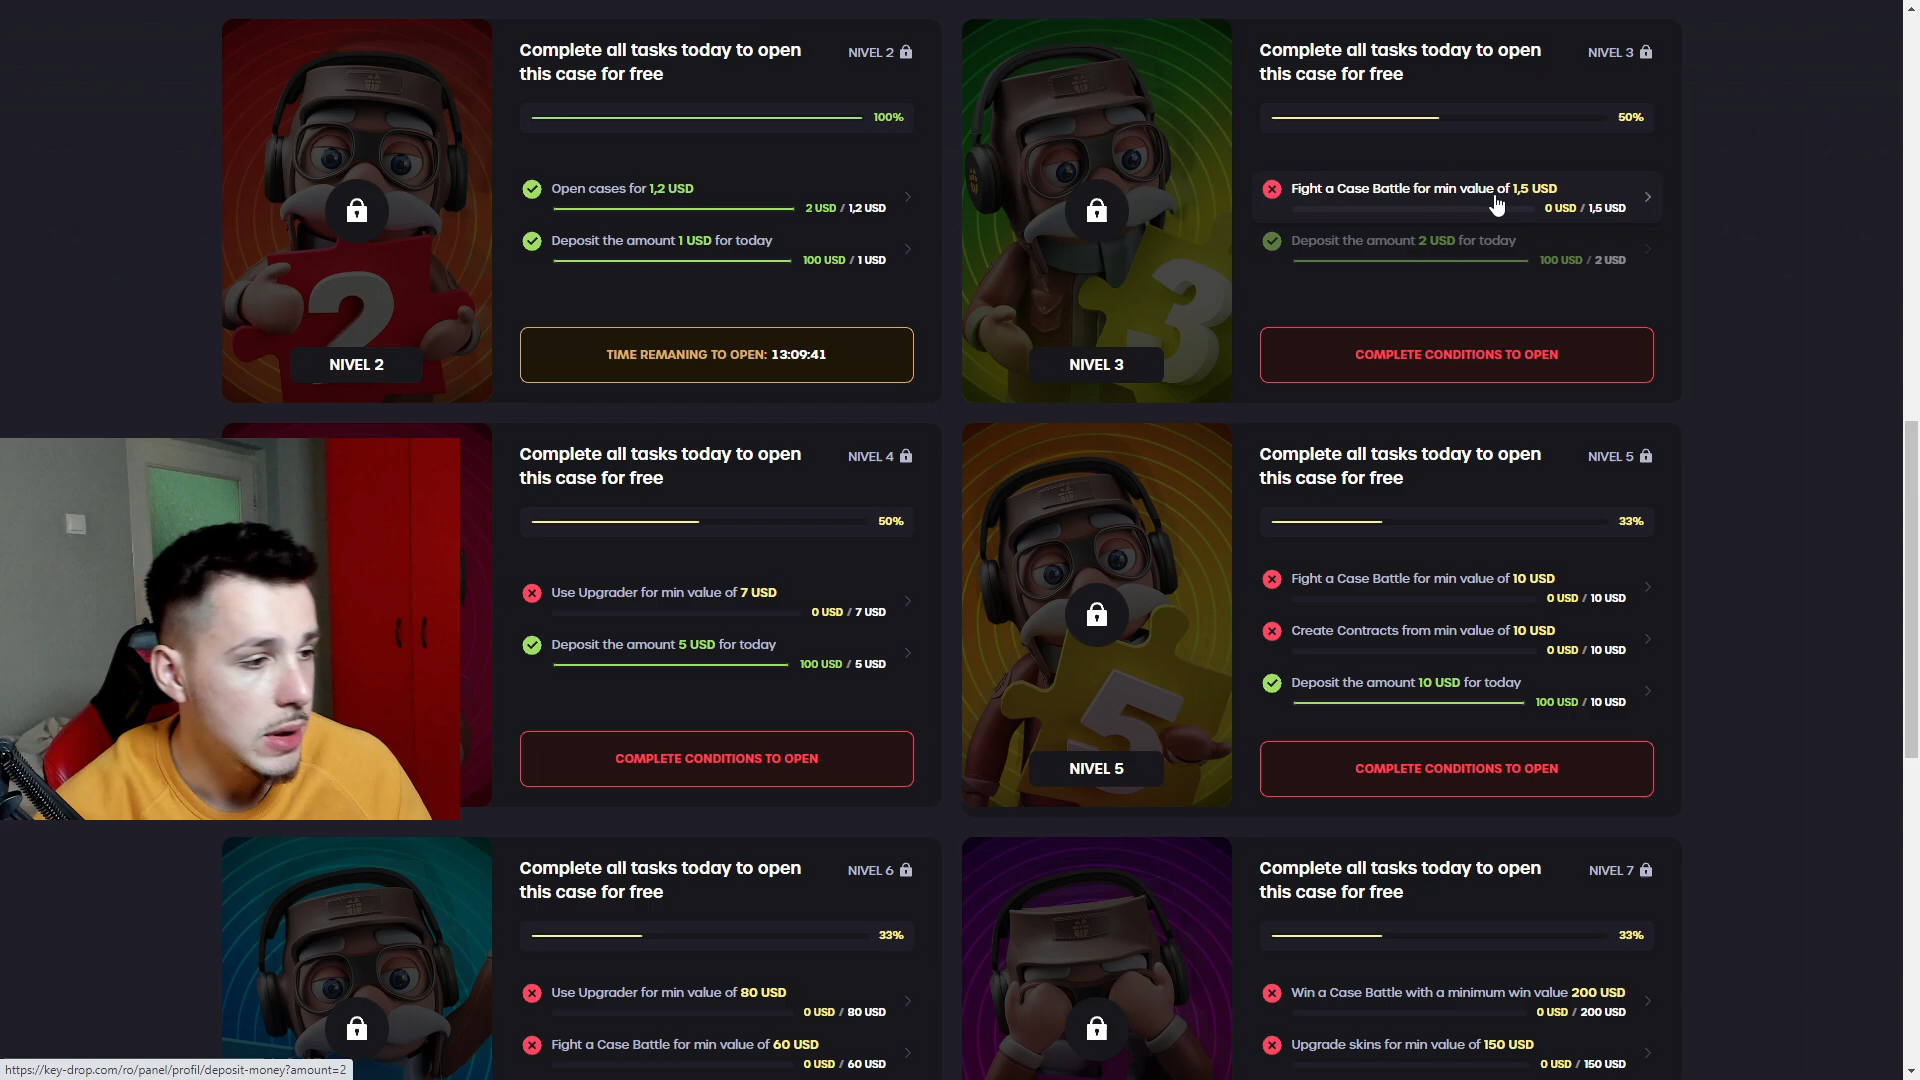 Complete all tasks today to open
this case for free
NIVEL 2
100%
Open cases for 1,2 USD
2 USD / 1,2 USD
Deposit the amount 1 USD for today
100 USD / 1 USD
TIME REMANING TO OPEN: 13:09:41
2
NIVEL 2
Complete all tasks today to open
this case for free
NIVEL 3
50%
Fight a Case Battle for min value of 1,5 USD
0 USD / 1,5 USD
Deposit the amount 2 USD for today
100 USD / 2 USD
COMPLETE CONDITIONS TO OPEN
3
NIVEL 3
Complete all tasks today to open
this case for free
NIVEL 4
50%
Use Upgrader for min value of 7 USD
0 USD / 7 USD
Deposit the amount 5 USD for today
100 USD / 5 USD
COMPLETE CONDITIONS TO OPEN
Complete all tasks today to open
this case for free
NIVEL 5
33%
Fight a Case Battle for min value of 10 USD
0 USD / 10 USD
Create Contracts from min value of 10 USD
0 USD / 10 USD
Deposit the amount 10 USD for today
100 USD / 10 USD
COMPLETE CONDITIONS TO OPEN
5
NIVEL 5
Complete all tasks today to open
this case for free
NIVEL 6
33%
Use Upgrader for min value of 80 USD
0 USD / 80 USD
Fight a Case Battle for min value of 60 USD
0 USD / 60 USD
Complete all tasks today to open
this case for free
NIVEL 7
33%
Win a Case Battle with a minimum win value 200 USD
0 USD / 200 USD
Upgrade skins for min value of 150 USD
0 USD / 150 USD
https://key-drop.com/ro/panel/profil/deposit-money?amount=2